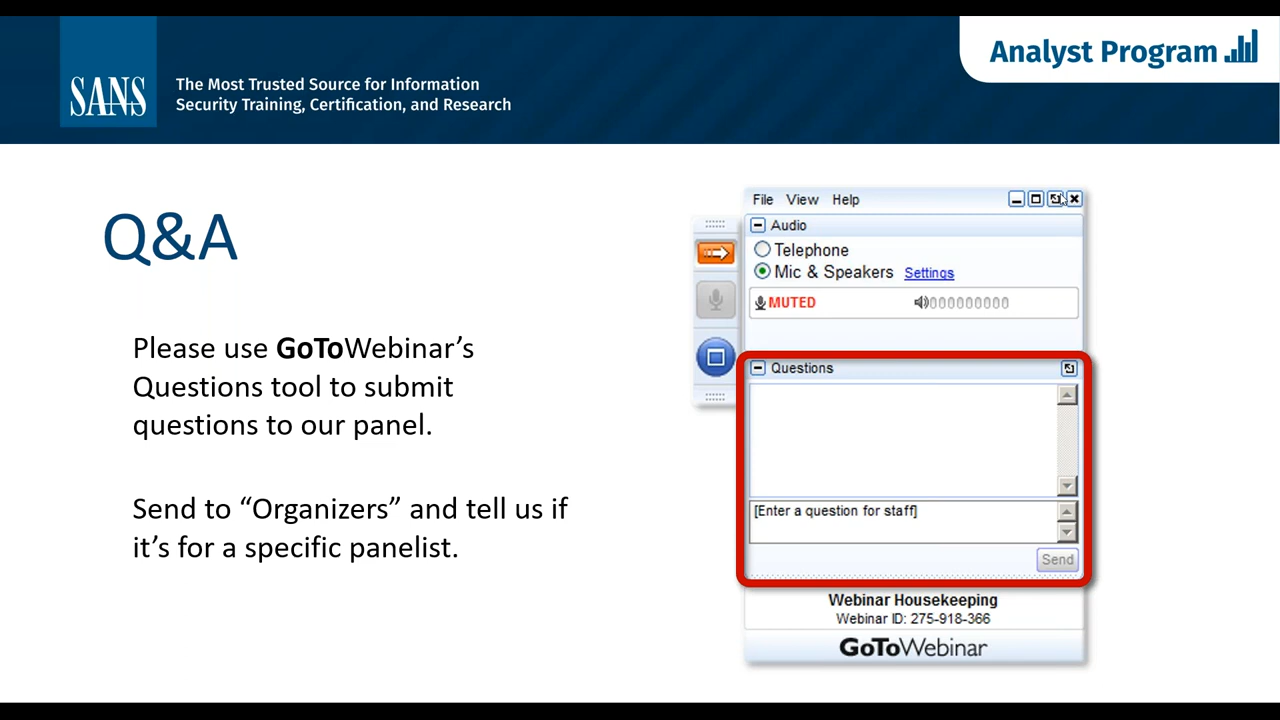 Analyst Program
SANS
The Most Trusted Source for Information
Security Training, Certification, and Research
Q&A
Please use GoToWebinar’s
Questions tool to submit
questions to our panel.
Send to “Organizers” and tell us if
it’s for a specific panelist.
File View Help
Audio
Telephone
Mic & Speakers Settings
MUTED 000000000
Questions
[Enter a question for staff]
Send
Webinar Housekeeping
Webinar ID: 275-918-366
GoToWebinar